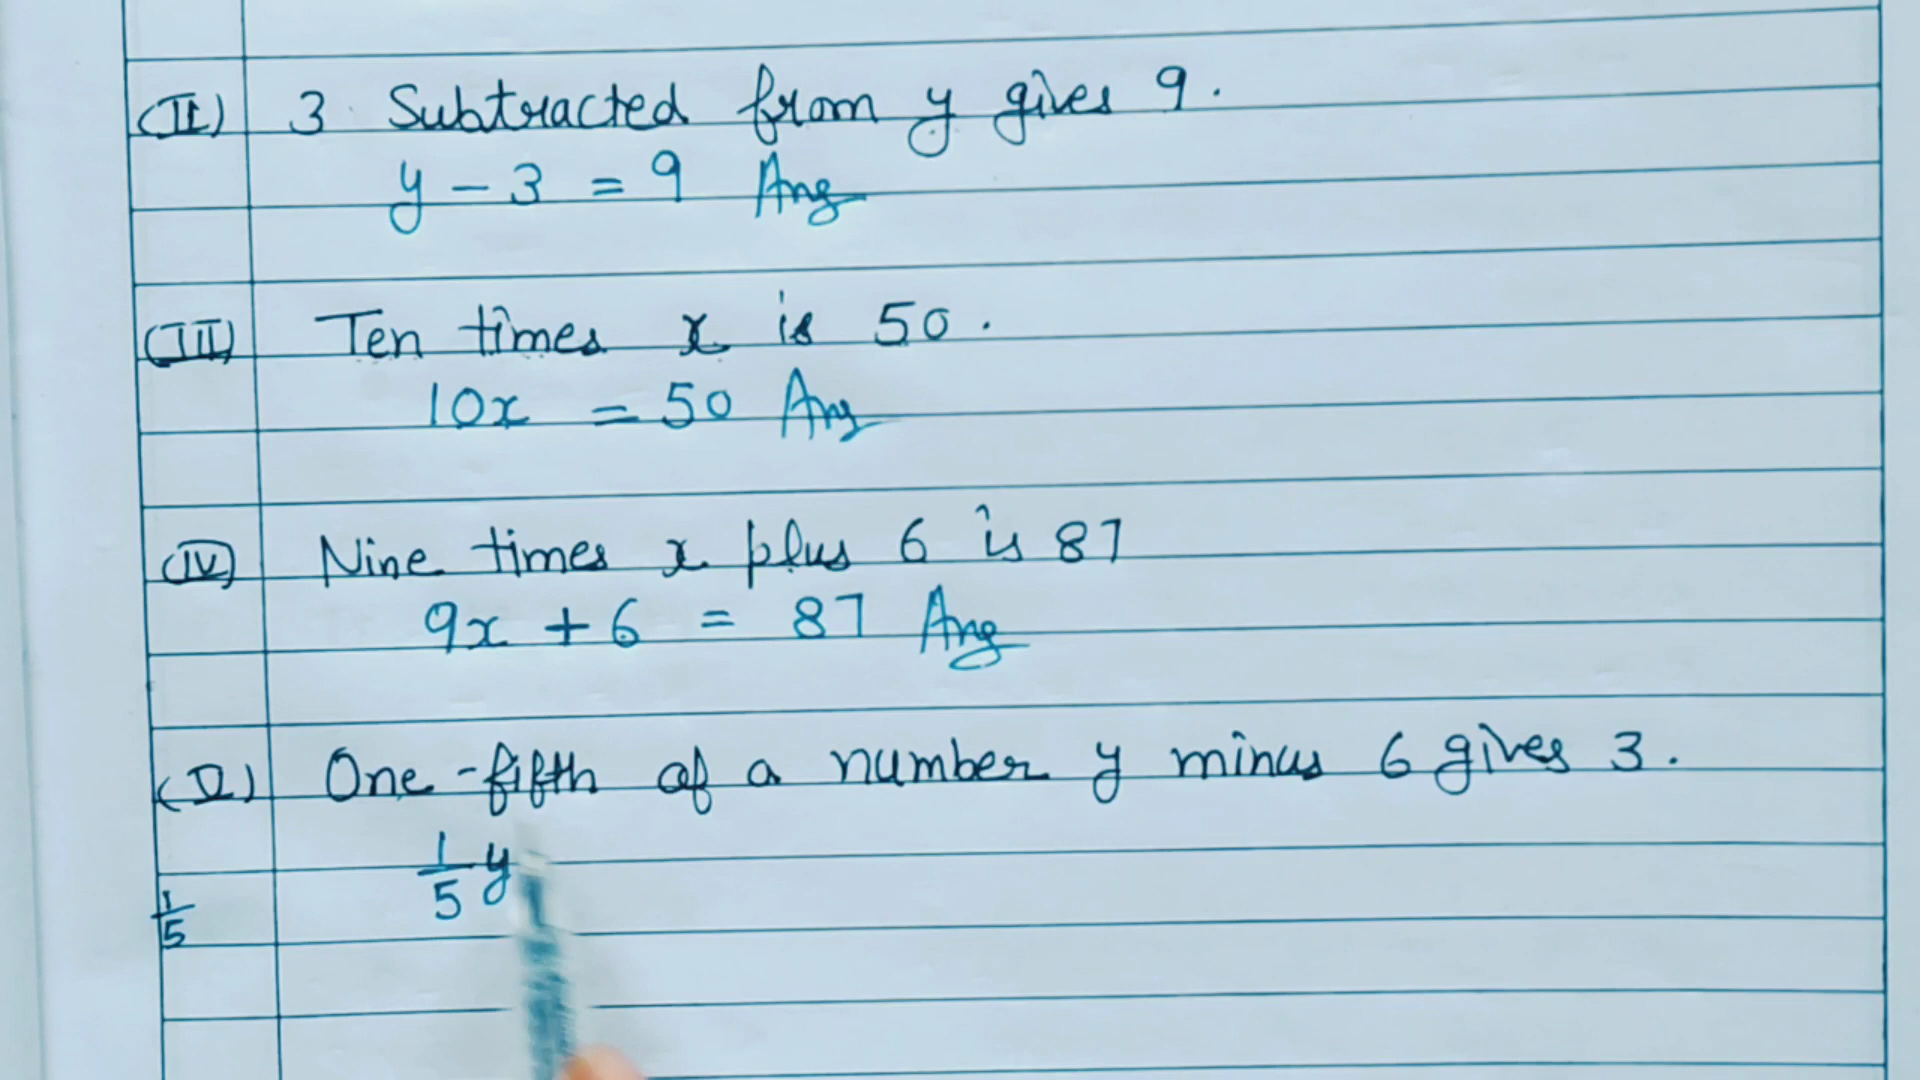 (II) 3 Subtracted from y gives 9.
y - 3 = 9 Ans
(III) Ten times x is 50.
10x = 50 Ans
(IV) Nine times x plus 6 is 87
9x + 6 = 87 Ans
(V) One-fifth of a number y minus 6 gives 3.
1/5 y
1/5